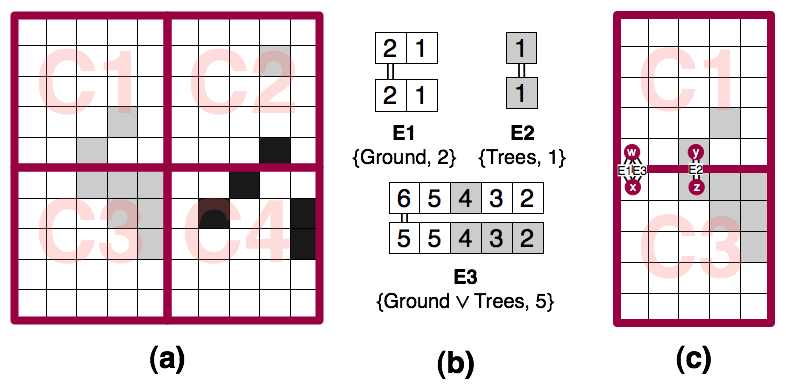 C1 C2
C3 C4
(a)
2 1
2 1
E1
{Ground, 2}
1
1
E2
{Trees, 1}
6 5 4 3 2
5 5 4 3 2
E3
{Ground ∨ Trees, 5}
(b)
C1
w y
E1 E3 E2
x z
C3
(c)